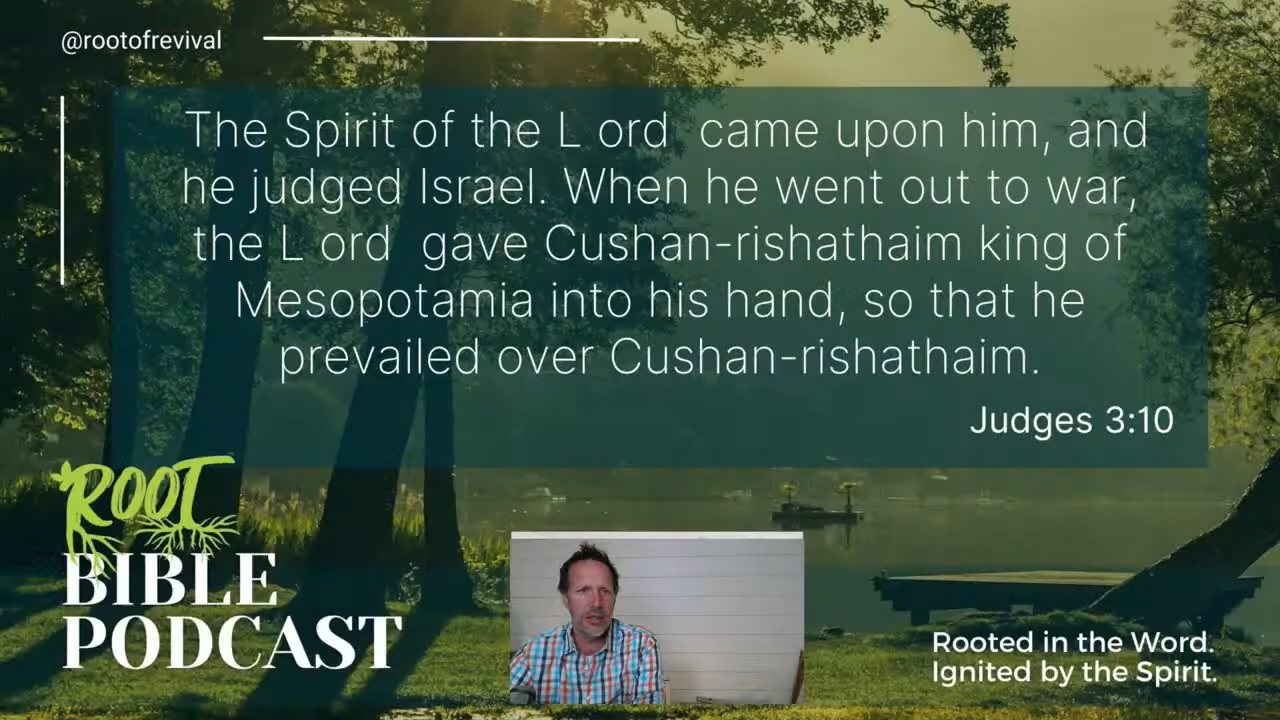 @rootofrevival
The Spirit of the L ord  came upon him, and
he judged Israel. When he went out to war,
the L ord  gave Cushan-rishathaim king of
Mesopotamia into his hand, so that he
prevailed over Cushan-rishathaim.
Judges 3:10
ROOT
BIBLE
PODCAST
Rooted in the Word.
Ignited by the Spirit.